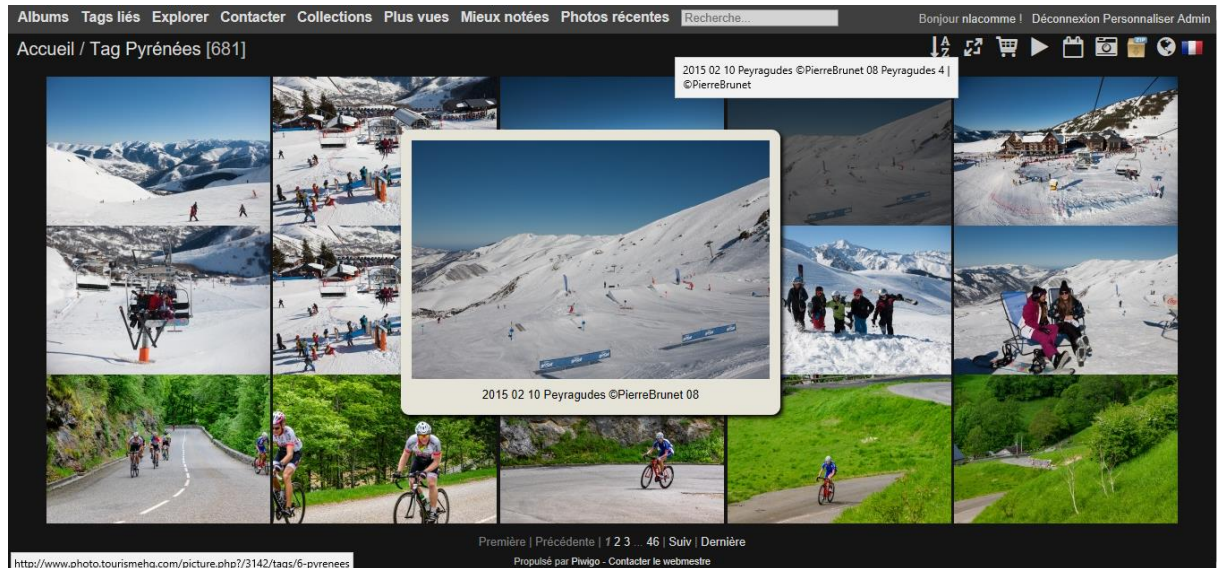 Albums Tags liés Explorer Contacter Collections Plus vues Mieux notées Photos récentes Recherche... Bonjour nlacomme ! Déconnexion Personnaliser Admin
Accueil / Tag Pyrénées [681]
A
Z
ZIP
2015 02 10 Peyragudes ©PierreBrunet 08 Peyragudes 4 |
©PierreBrunet
2015 02 10 Peyragudes ©PierreBrunet 08
Première | Précédente | 1 2 3 ... 46 | Suiv | Dernière
http://www.photo.tourismehg.com/picture.php?/3142/tags/6-pyrenees
Propulsé par Piwigo - Contacter le webmestre